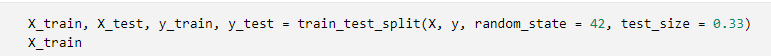 X_train, X_test, y_train, y_test = train_test_split(X, y, random_state = 42, test_size = 0.33)
X_train